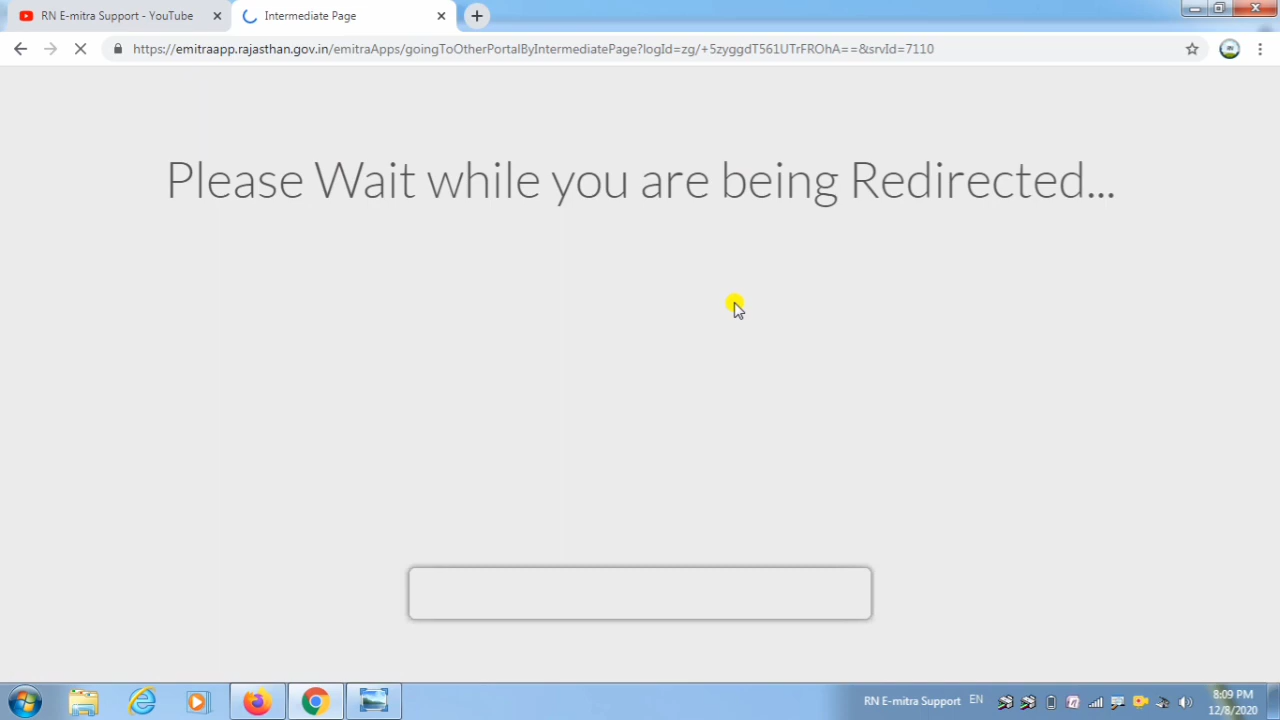 RN E-mitra Support - YouTube
Intermediate Page
https://emitraapp.rajasthan.gov.in/emitraApps/goingToOtherPortalByIntermediatePage?logId=zg/+5zyggdT561UTrFROhA==&srvId=7110
Please Wait while you are being Redirected...
RN E-mitra Support
EN
8:09 PM
12/8/2020